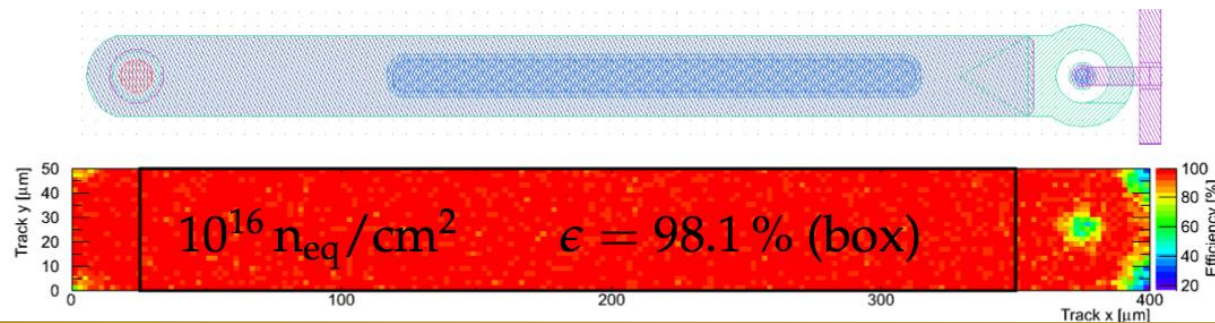 50
40
30
20
10
0
Track y [μm]
10¹⁶ n_eq/cm² ϵ = 98.1 % (box)
0 100 200 300 400
Track x [μm]
100
80
60
40
20
Efficiency [%]